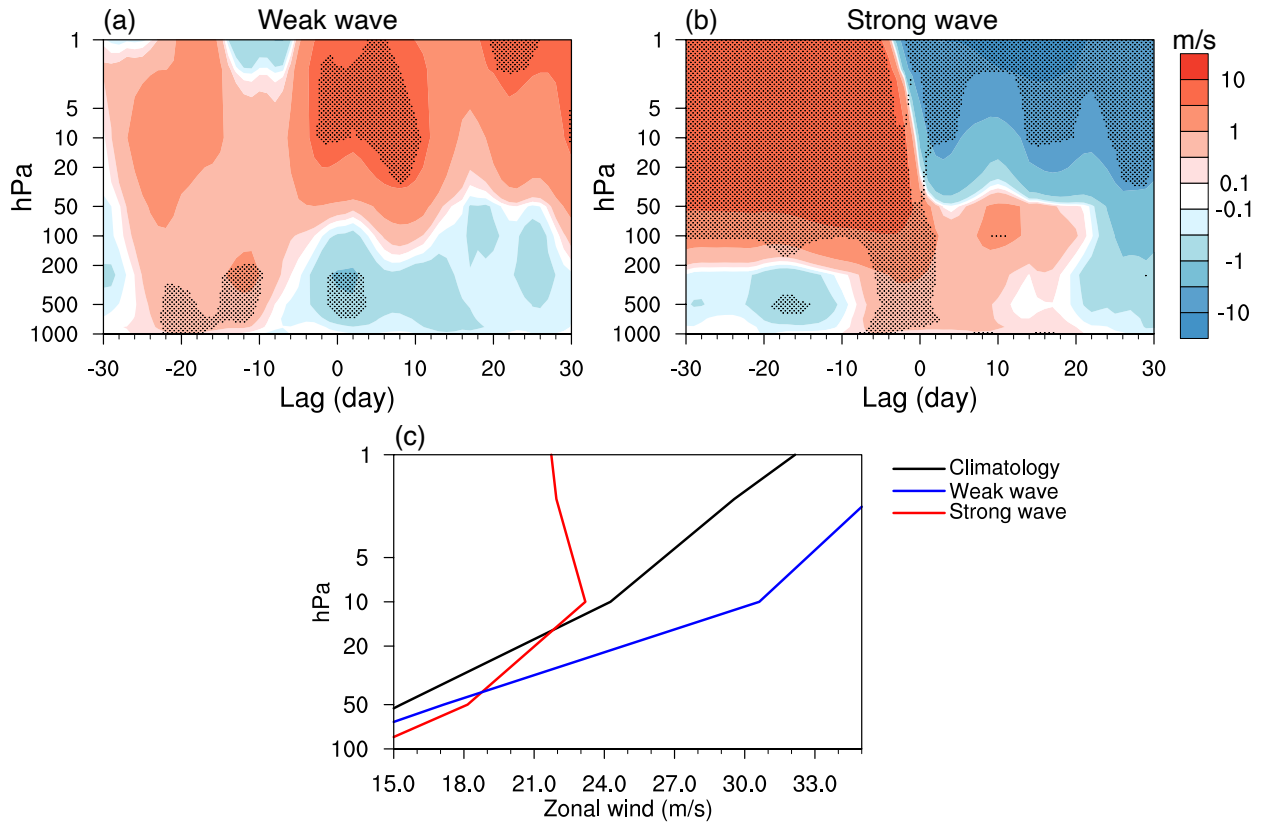 (a) Weak wave
(b) Strong wave
m/s
1
5
10
20
50
100
200
500
1000
hPa
-30 -20 -10 0 10 20 30
Lag (day)
1
5
10
20
50
100
200
500
1000
hPa
-30 -20 -10 0 10 20 30
Lag (day)
10
1
0.1
-0.1
-1
-10
(c)
1
5
10
20
50
100
hPa
15.0 18.0 21.0 24.0 27.0 30.0 33.0
Zonal wind (m/s)
Climatology
Weak wave
Strong wave